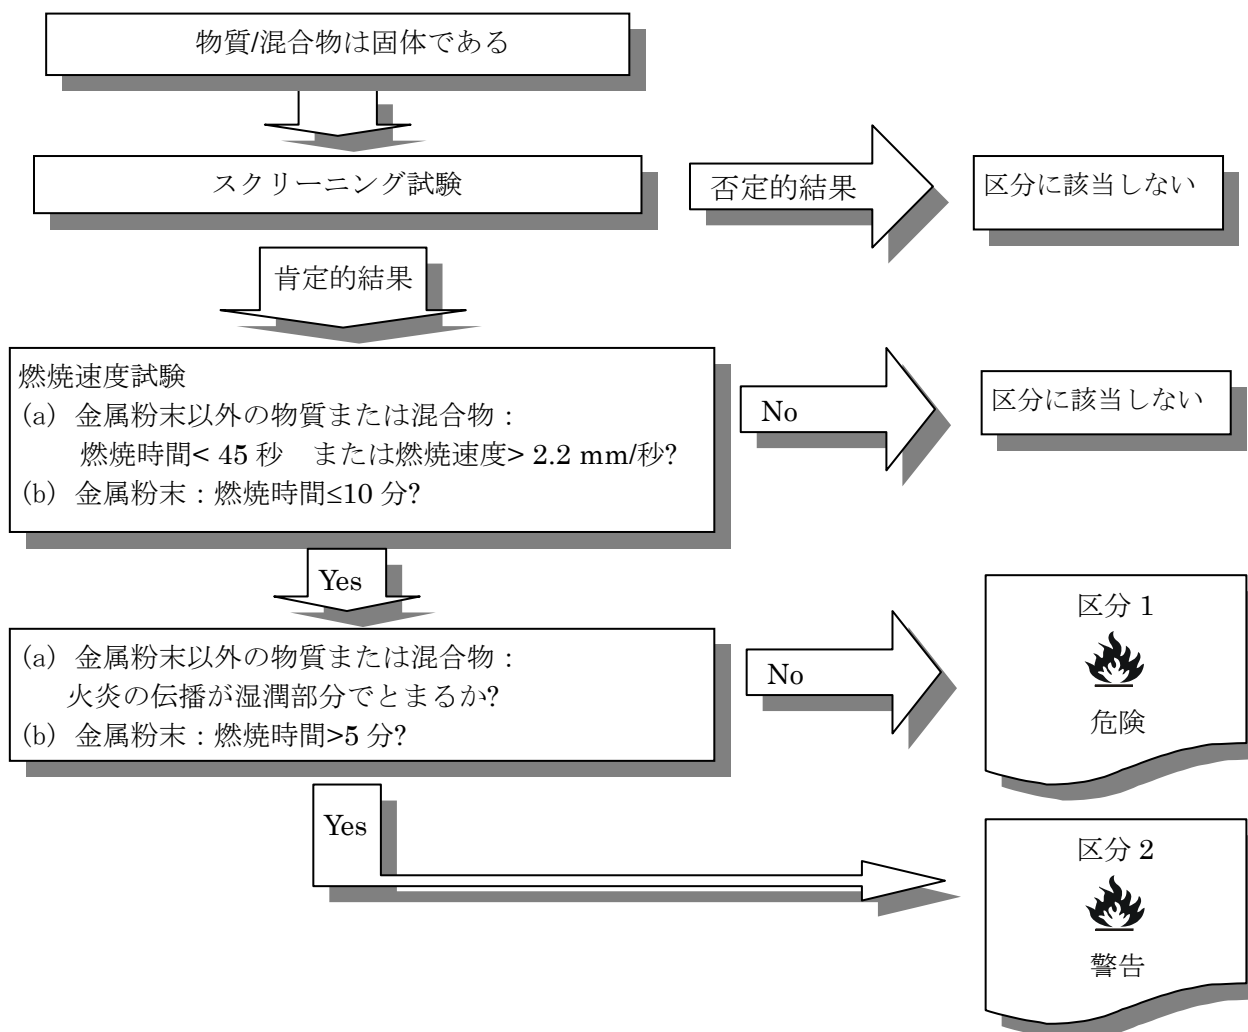 物質/混合物は固体である
スクリーニング試験
否定的結果
区分に該当しない
肯定的結果
燃焼速度試験
(a) 金属粉末以外の物質または混合物：
燃焼時間< 45 秒　または燃焼速度> 2.2 mm/秒?
(b) 金属粉末：燃焼時間≤10 分?
No
区分に該当しない
Yes
(a) 金属粉末以外の物質または混合物：
火炎の伝播が湿潤部分でとまるか?
(b) 金属粉末：燃焼時間>5 分?
No
区分 1
危険
Yes
区分 2
警告